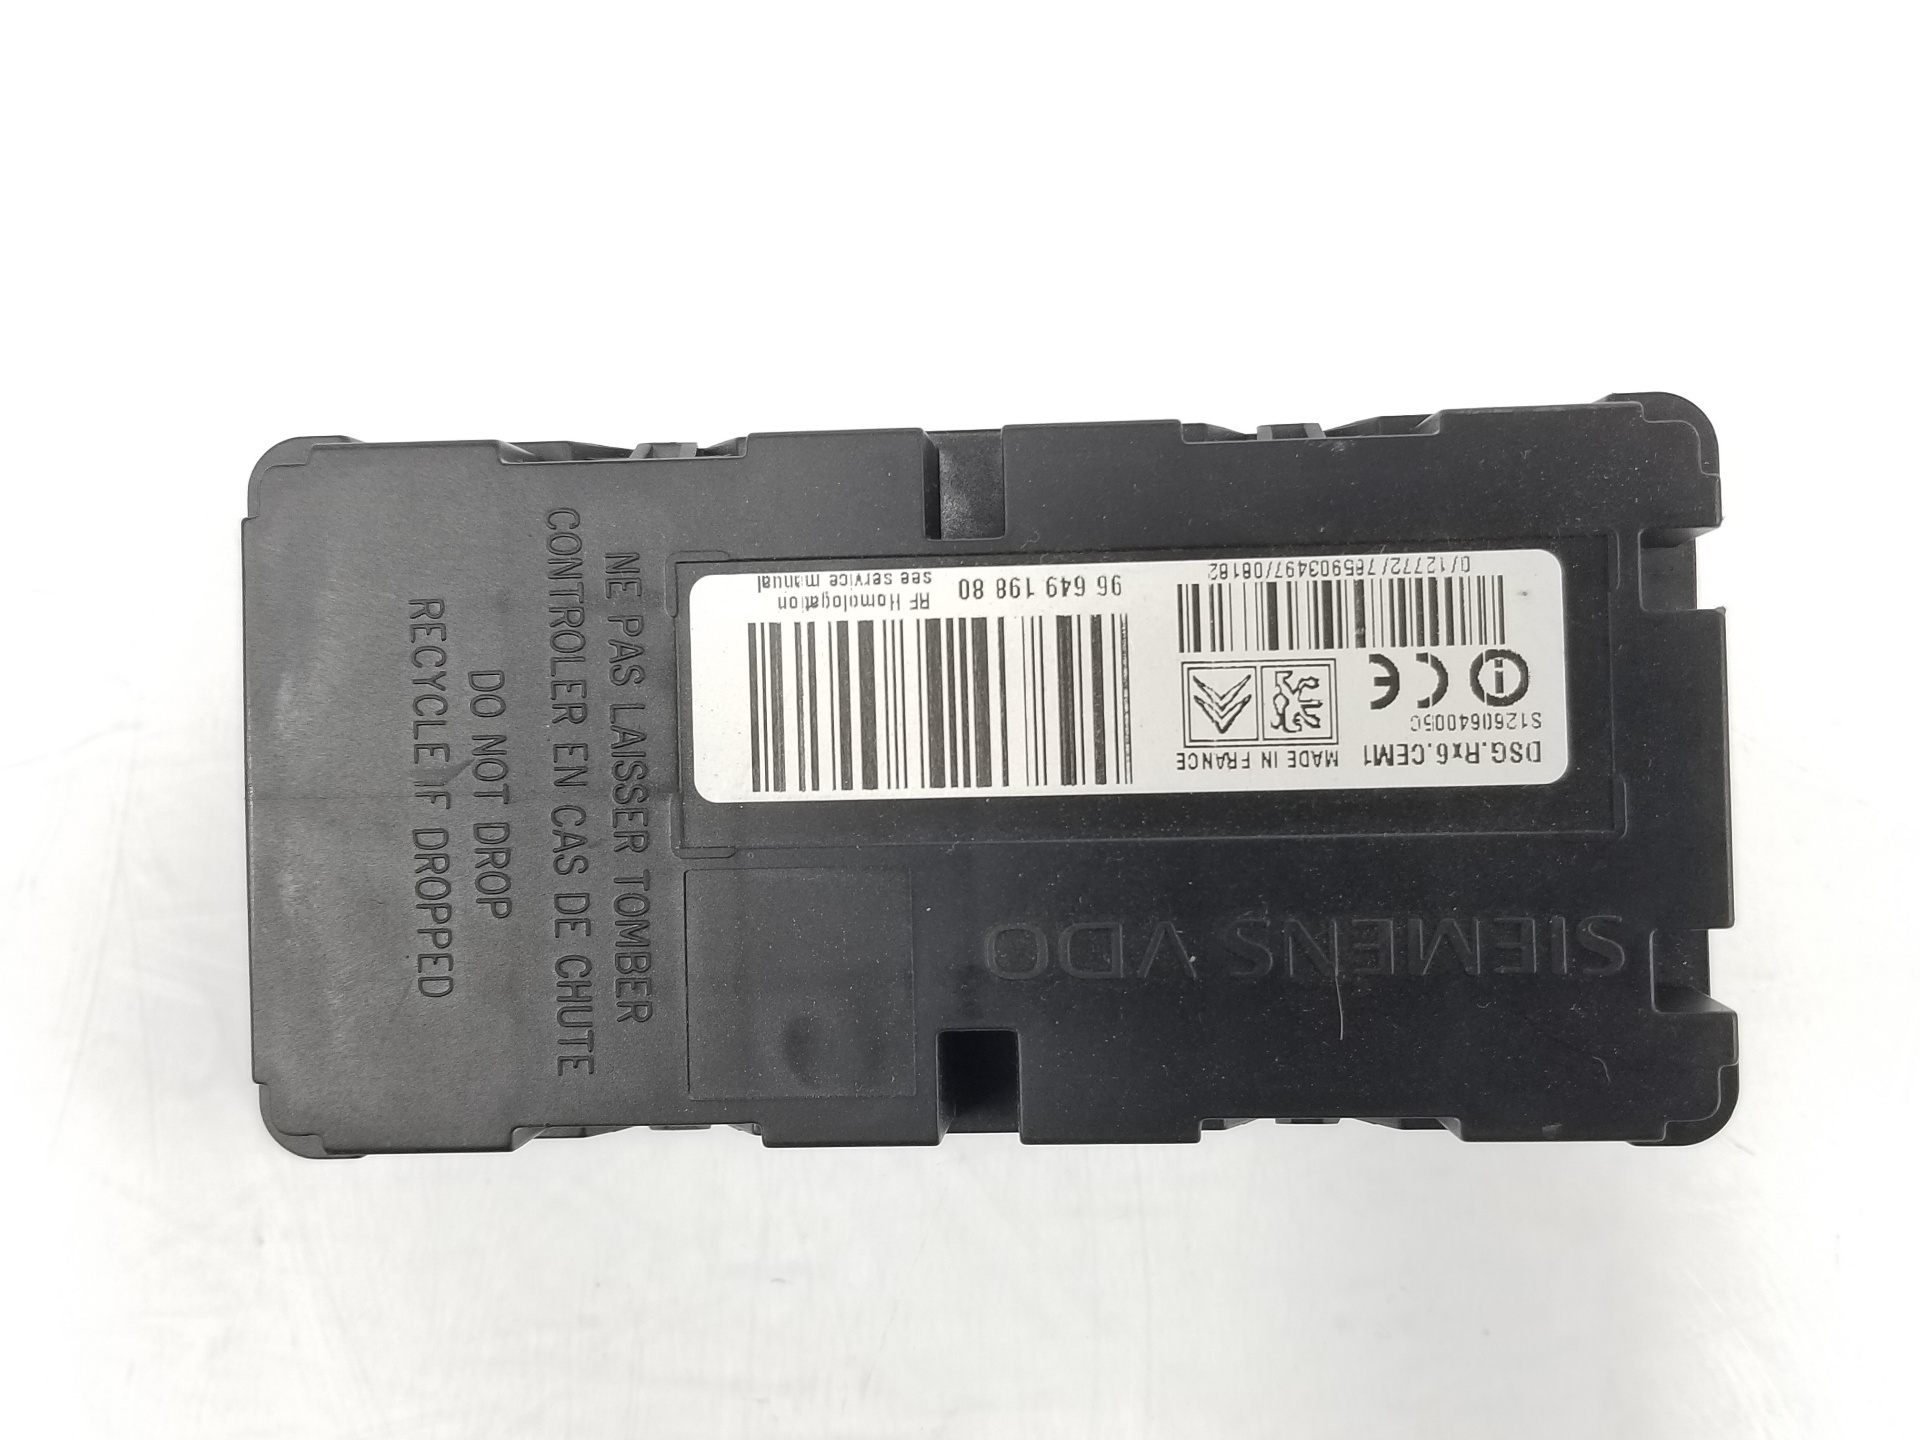 DSG.Rx6.CEM1
S126064005C
MADE IN FRANCE
0/12772/765903497/08182
96 649 198 80
RF Homologation
see service manual
SIEMENS VDO
NE PAS LAISSER TOMBER
CONTROLER EN CAS DE CHUTE
DO NOT DROP
RECYCLE IF DROPPED